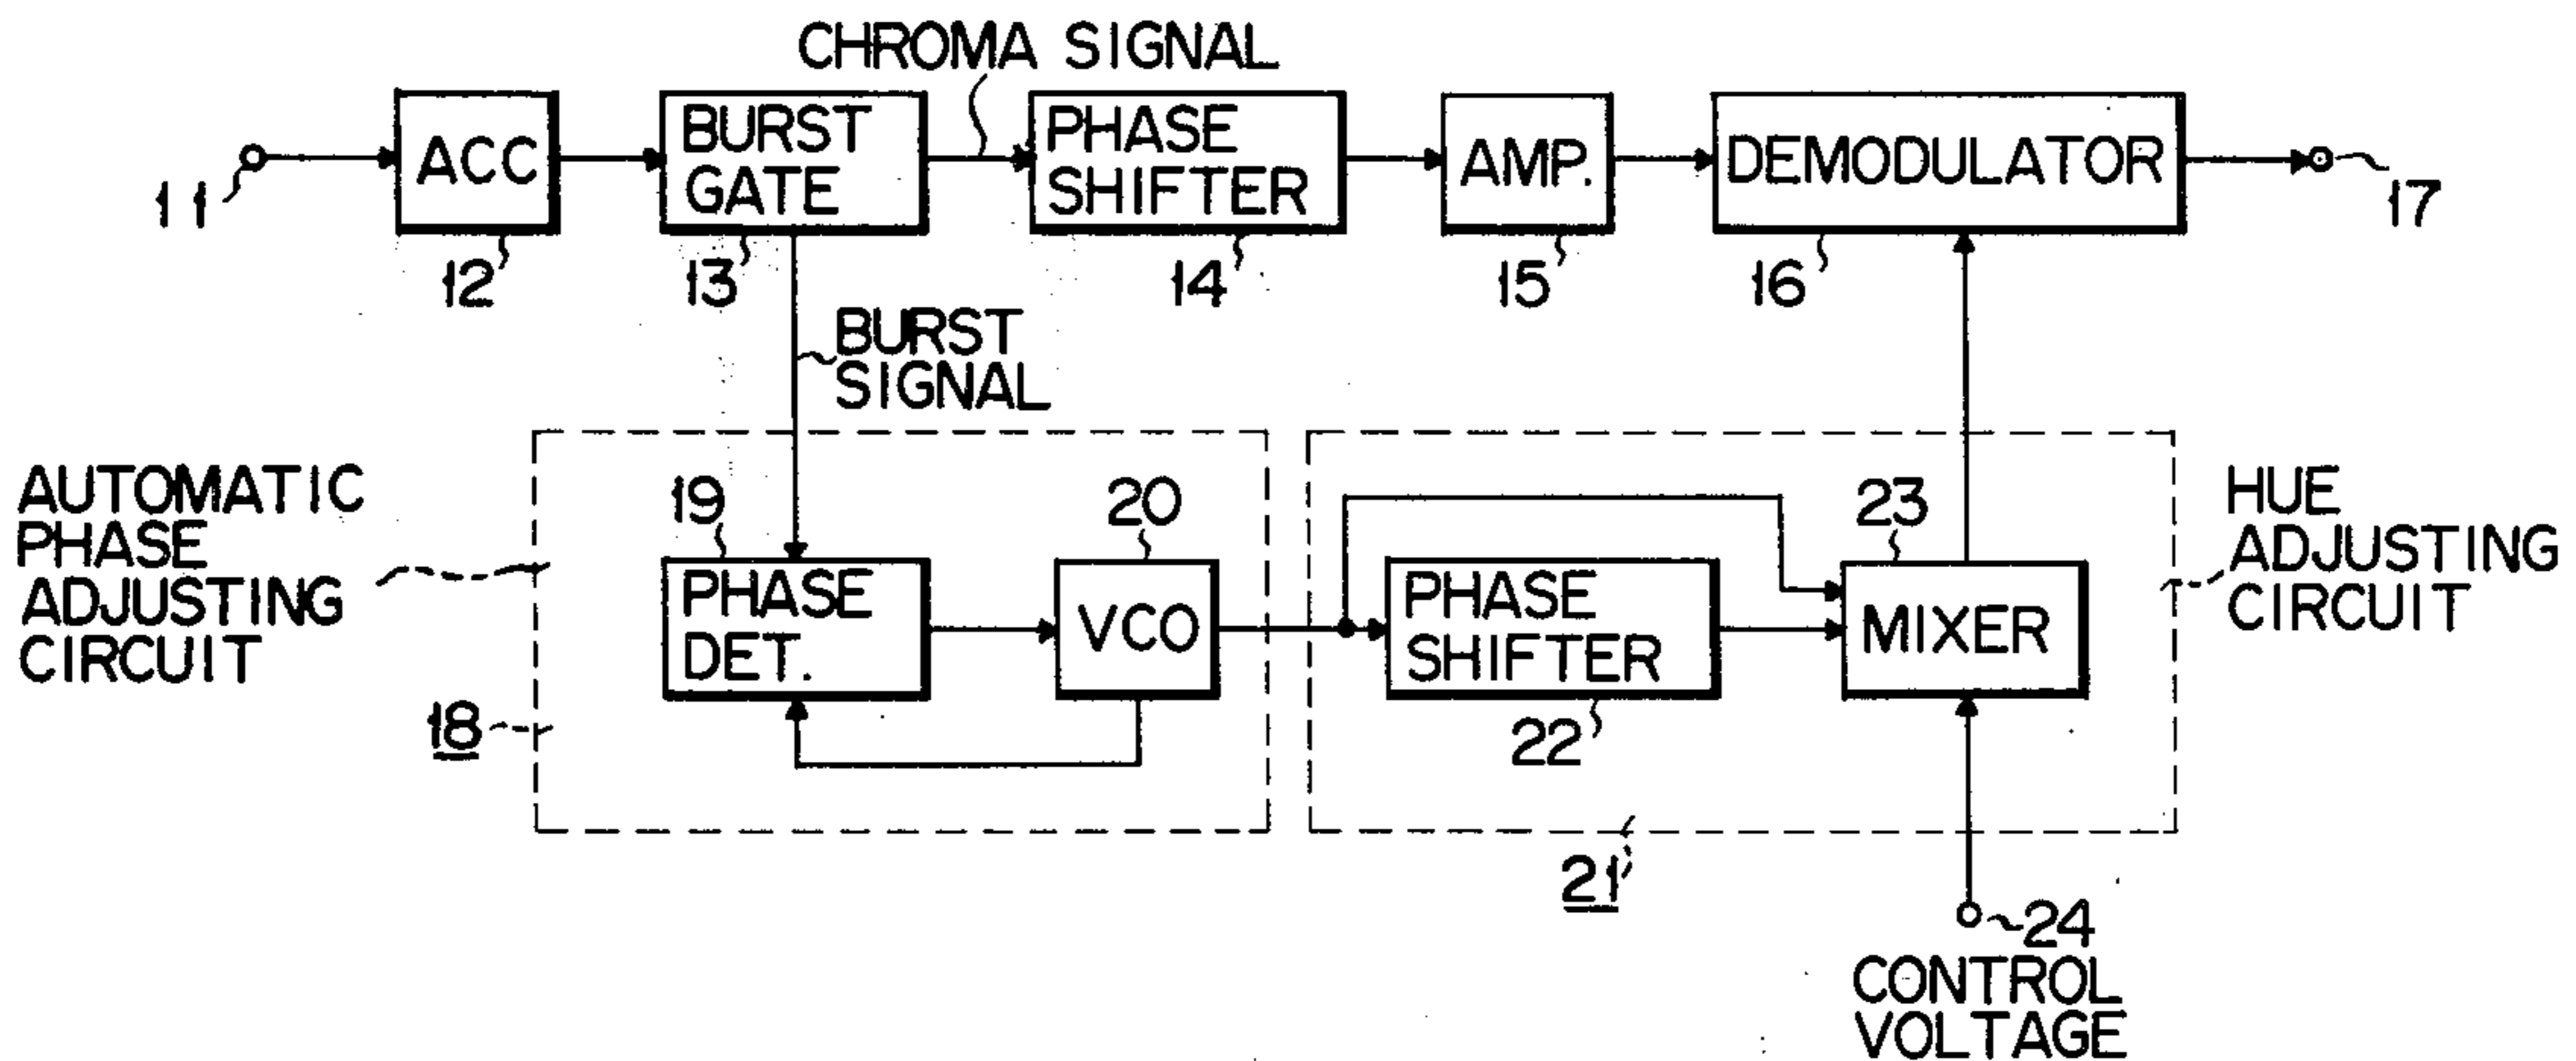 CHROMA SIGNAL
11
ACC
12
BURST
GATE
13
PHASE
SHIFTER
14
AMP.
15
DEMODULATOR
16
17
BURST
SIGNAL
AUTOMATIC
PHASE
ADJUSTING
CIRCUIT
18
19
PHASE
DET.
20
VCO
PHASE
SHIFTER
22
23
MIXER
HUE
ADJUSTING
CIRCUIT
21
24
CONTROL
VOLTAGE